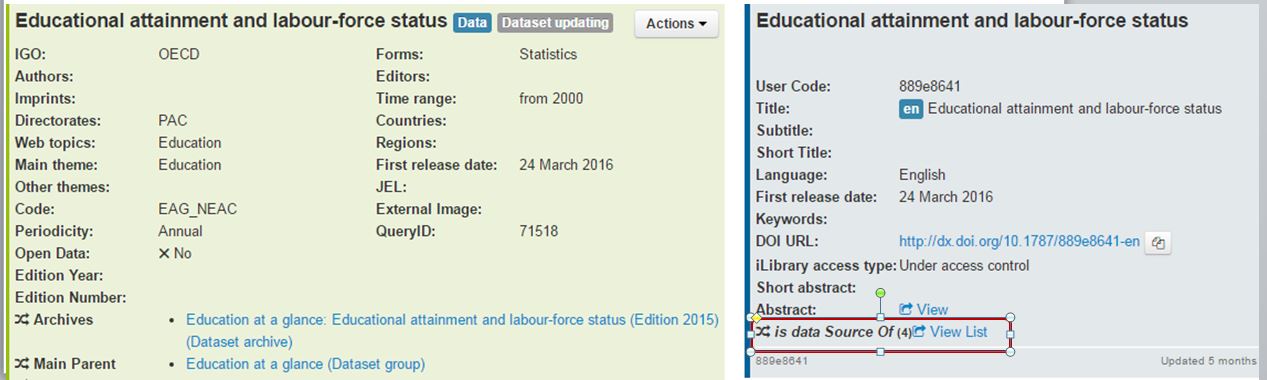 Educational attainment and labour-force status Data Dataset updating Actions
IGO: OECD Forms: Statistics
Authors: Editors:
Imprints: Time range: from 2000
Directorates: PAC Countries:
Web topics: Education Regions:
Main theme: Education First release date: 24 March 2016
Other themes: JEL:
Code: EAG_NEAC External Image:
Periodicity: Annual QueryID: 71518
Open Data: ✕ No
Edition Year:
Edition Number:
Archives • Education at a glance: Educational attainment and labour-force status (Edition 2015)
(Dataset archive)
Main Parent • Education at a glance (Dataset group)
Educational attainment and labour-force status
User Code: 889e8641
Title: en Educational attainment and labour-force status
Subtitle:
Short Title:
Language: English
First release date: 24 March 2016
Keywords:
DOI URL: http://dx.doi.org/10.1787/889e8641-en
iLibrary access type: Under access control
Short abstract:
Abstract: View
is data Source Of (4) View List
889e8641 Updated 5 months